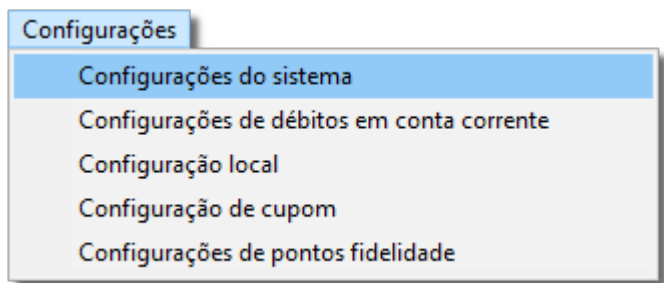 Configurações
Configurações do sistema
Configurações de débitos em conta corrente
Configuração local
Configuração de cupom
Configurações de pontos fidelidade